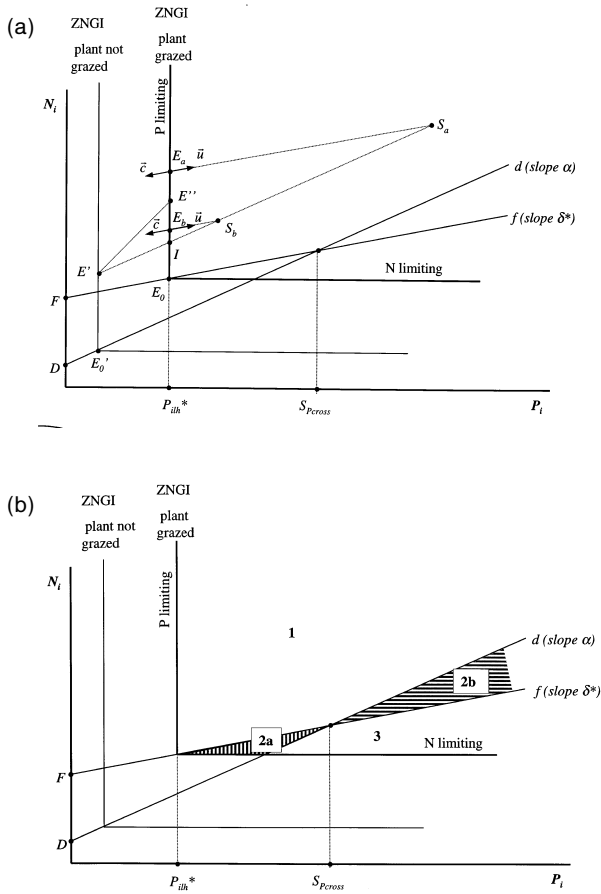 (a)
ZNGI
plant not
grazed
ZNGI
plant
grazed
P limiting
N_i
S_a
d (slope α)
f (slope δ*)
c⃗
E_a
u⃗
E''
c⃗
E_b
u⃗
S_b
I
E'
F
E_0
N limiting
D
E_0'
P_ilh*
S_Pcross
P_i
(b)
ZNGI
plant not
grazed
ZNGI
plant
grazed
P limiting
N_i
1
d (slope α)
2b
f (slope δ*)
2a
3
N limiting
F
D
P_ilh*
S_Pcross
P_i